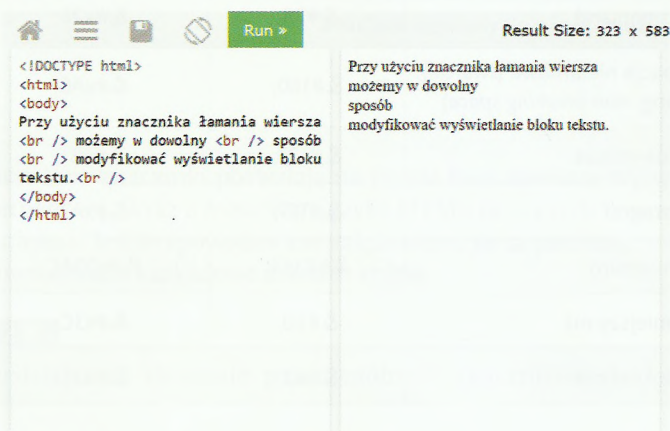 Run »
Result Size: 323 x 583
<!DOCTYPE html>
<html>
<body>
Przy użyciu znacznika łamania wiersza
<br /> możemy w dowolny <br /> sposób
<br /> modyfikować wyświetlanie bloku
tekstu.<br />
</body>
</html>
Przy użyciu znacznika łamania wiersza
możemy w dowolny
sposób
modyfikować wyświetlanie bloku tekstu.